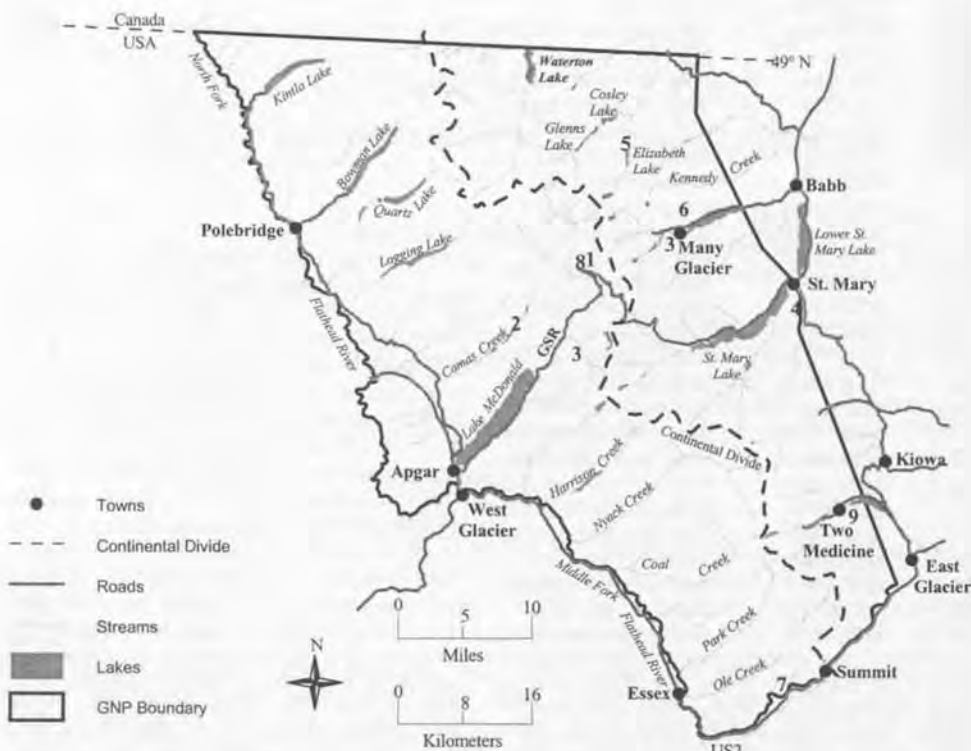 Canada
USA
49° N
North Fork
Kintla Lake
Waterton
Lake
Cosley
Lake
Glenns
Lake
5
Elizabeth
Lake
Kennedy
Creek
Bowman Lake
Quartz Lake
Babb
6
3
Many
Glacier
Lower St.
Mary Lake
Polebridge
Logging Lake
81
St. Mary
4
Flathead River
2
Camas Creek
GSR
3
St. Mary
Lake
Lake McDonald
Continental Divide
Apgar
Harrison Creek
Kiowa
West
Glacier
Nyack Creek
9
Two
Medicine
East
Glacier
Coal
Creek
Middle Fork
Flathead River
Park Creek
Ole Creek
Summit
7
Essex
US2
Towns
Continental Divide
Roads
Streams
Lakes
GNP Boundary
N
0
5
10
Miles
0
8
16
Kilometers